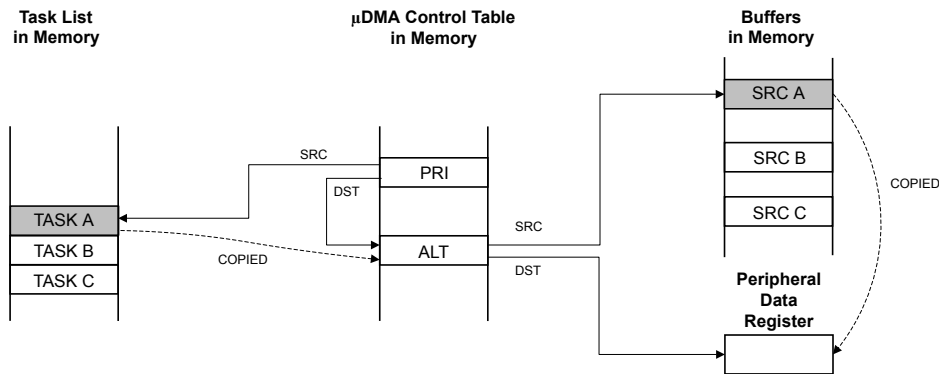 Task List
in Memory
µDMA Control Table
in Memory
Buffers
in Memory
SRC A
SRC
PRI
SRC B
DST
COPIED
TASK A
SRC C
SRC
TASK B
ALT
COPIED
DST
TASK C
Peripheral
Data
Register